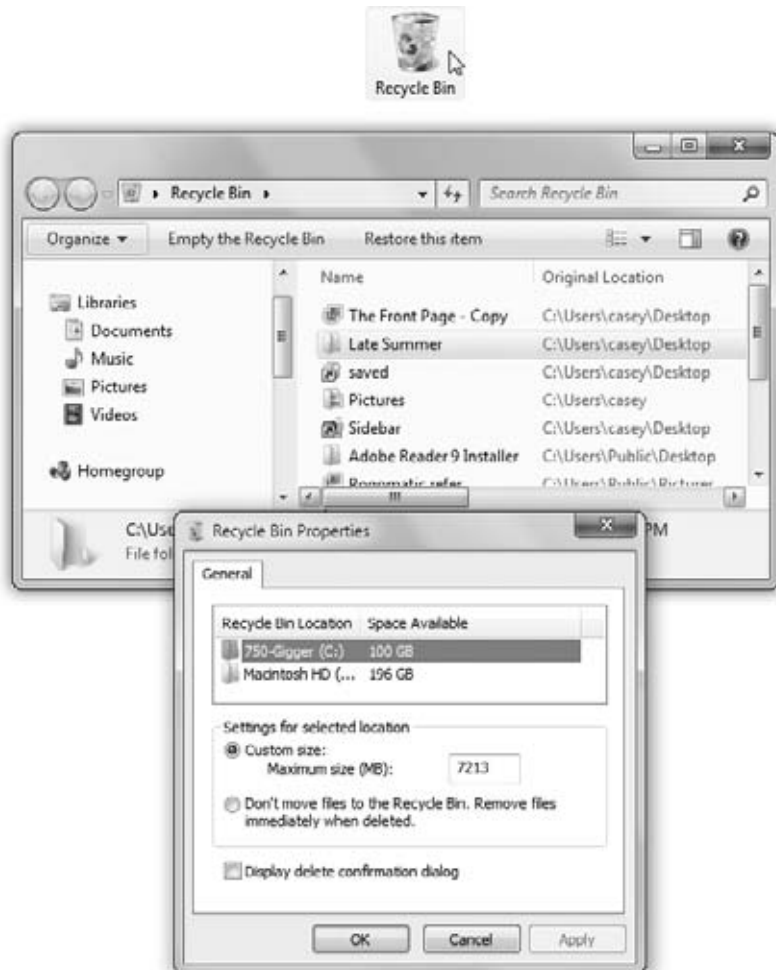 Recycle Bin
Recycle Bin
Search Recycle Bin
Organize
Empty the Recycle Bin
Restore this item
Name
Original Location
Libraries
Documents
Music
Pictures
Videos
Homegroup
The Front Page - Copy
C:\Users\casey\Desktop
Late Summer
C:\Users\casey\Desktop
saved
C:\Users\casey\Desktop
Pictures
C:\Users\casey
Sidebar
C:\Users\casey\Desktop
Adobe Reader 9 Installer
C:\Users\Public\Desktop
C:\Use
File fol
PM
Recycle Bin Properties
General
Recycle Bin Location
Space Available
750-Gigger (C:)
100 GB
Macintosh HD (...
196 GB
Settings for selected location
Custom size:
Maximum size (MB):
7213
Don't move files to the Recycle Bin. Remove files
immediately when deleted.
Display delete confirmation dialog
OK
Cancel
Apply